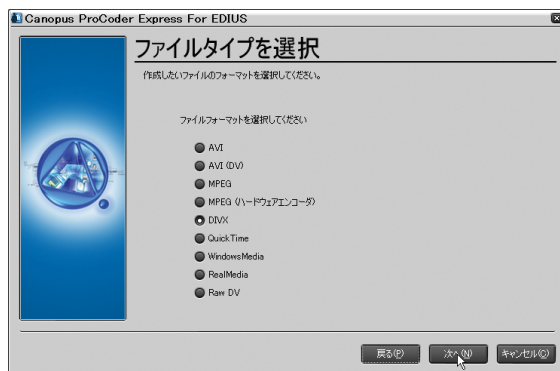 Canopus ProCoder Express For EDIUS
ファイルタイプを選択
作成したいファイルのフォーマットを選択してください。
ファイルフォーマットを選択してください
AVI
AVI (DV)
MPEG
MPEG (ハードウェアエンコーダ)
DIVX
QuickTime
WindowsMedia
RealMedia
Raw DV
戻る(P)
次へ(N)
キャンセル(C)